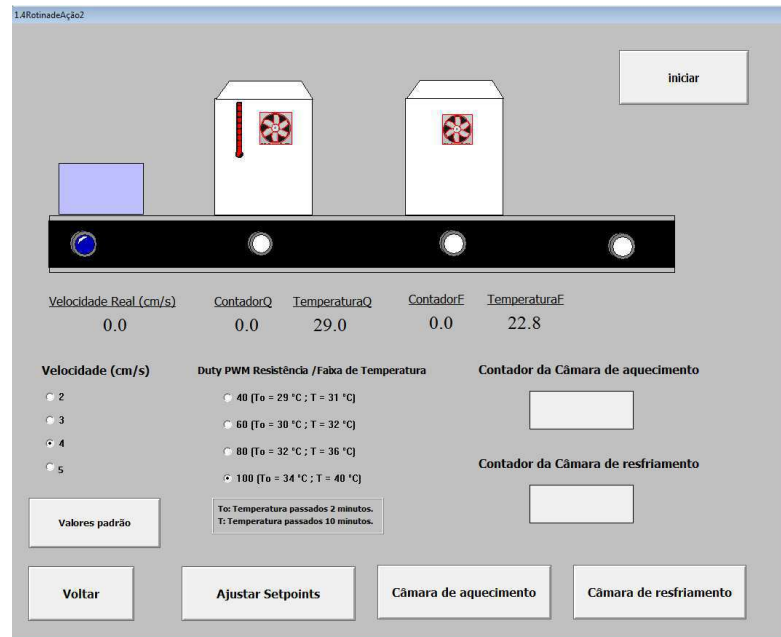 1.4RotinadeAção2
iniciar
Velocidade Real (cm/s)
0.0
ContadorQ
0.0
TemperaturaQ
29.0
ContadorF
0.0
TemperaturaF
22.8
Velocidade (cm/s)
2
3
4
5
Duty PWM Resistência /Faixa de Temperatura
40 (To = 29 °C ; T = 31 °C)
60 (To = 30 °C ; T = 32 °C)
80 (To = 32 °C ; T = 36 °C)
100 (To = 34 °C ; T = 40 °C)
To: Temperatura passados 2 minutos.
T: Temperatura passados 10 minutos.
Contador da Câmara de aquecimento
Contador da Câmara de resfriamento
Valores padrão
Voltar
Ajustar Setpoints
Câmara de aquecimento
Câmara de resfriamento